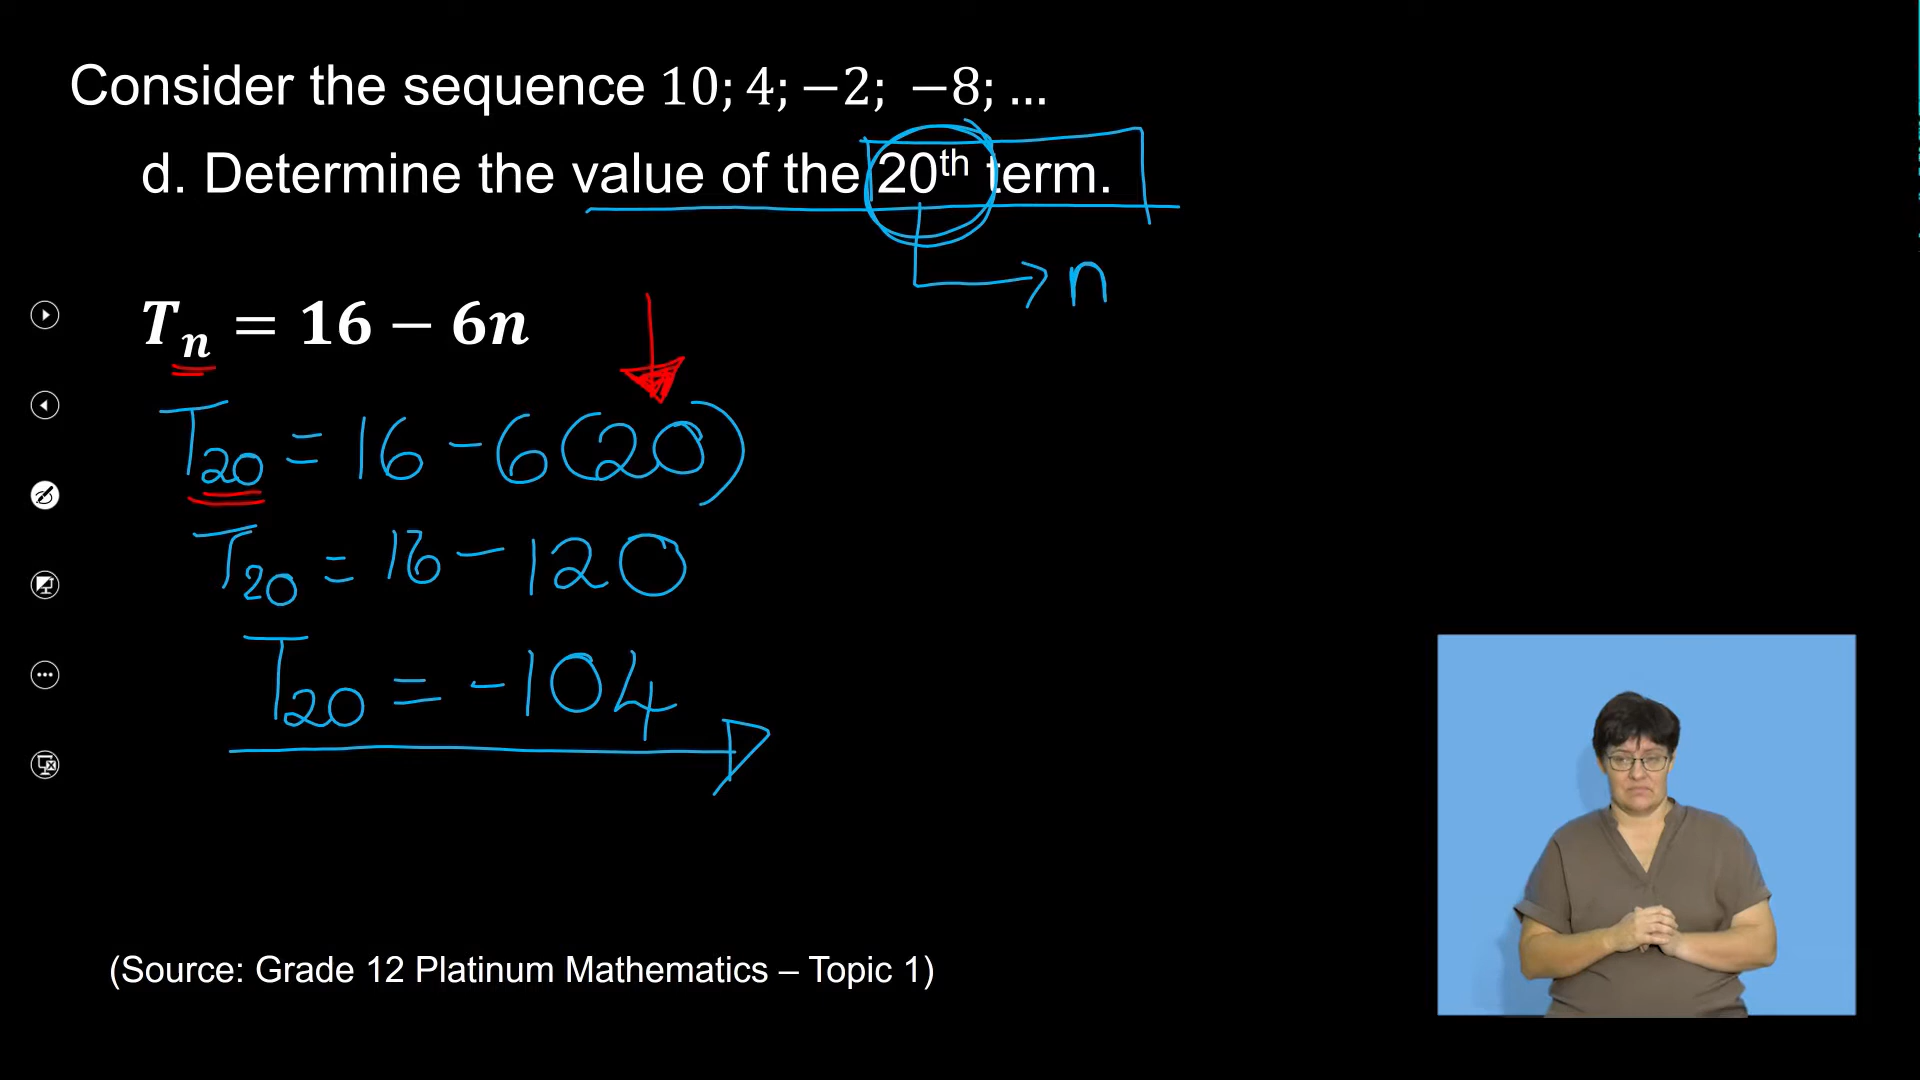 Consider the sequence 10; 4; −2; −8; ...
d. Determine the value of the 20th term.
n
Tn = 16 − 6n
T20 = 16 − 6(20)
T20 = 16 − 120
T20 = −104
(Source: Grade 12 Platinum Mathematics – Topic 1)